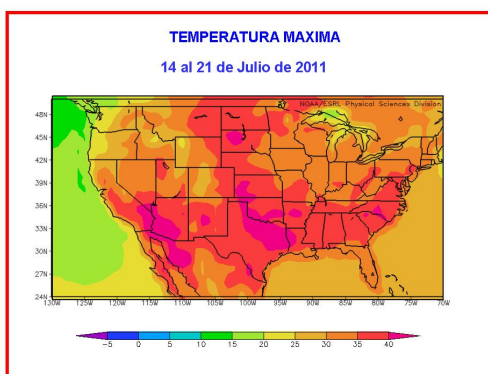 TEMPERATURA MAXIMA
14 al 21 de Julio de 2011
NOAA/ESRL Physical Sciences Division
48N
45N
42N
39N
36N
33N
30N
27N
24N
130W 125W 120W 115W 110W 105W 100W 95W 90W 85W 80W 75W 70W
-5 0 5 10 15 20 25 30 35 40